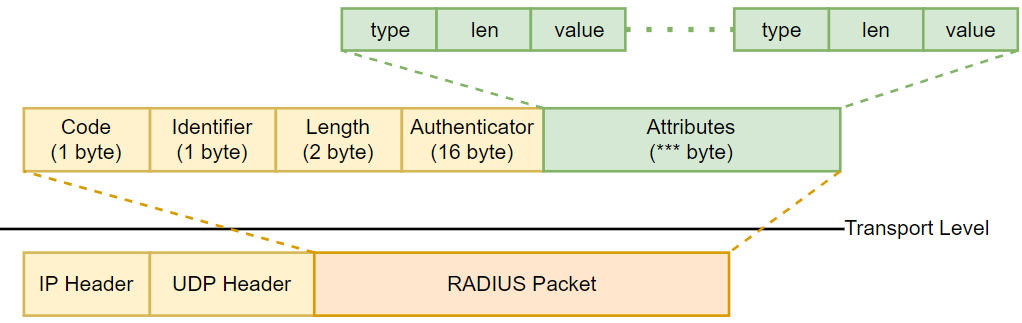 type len value type len value
Code Identifier Length Authenticator Attributes
(1 byte) (1 byte) (2 byte) (16 byte) (*** byte)
Transport Level
IP Header UDP Header RADIUS Packet